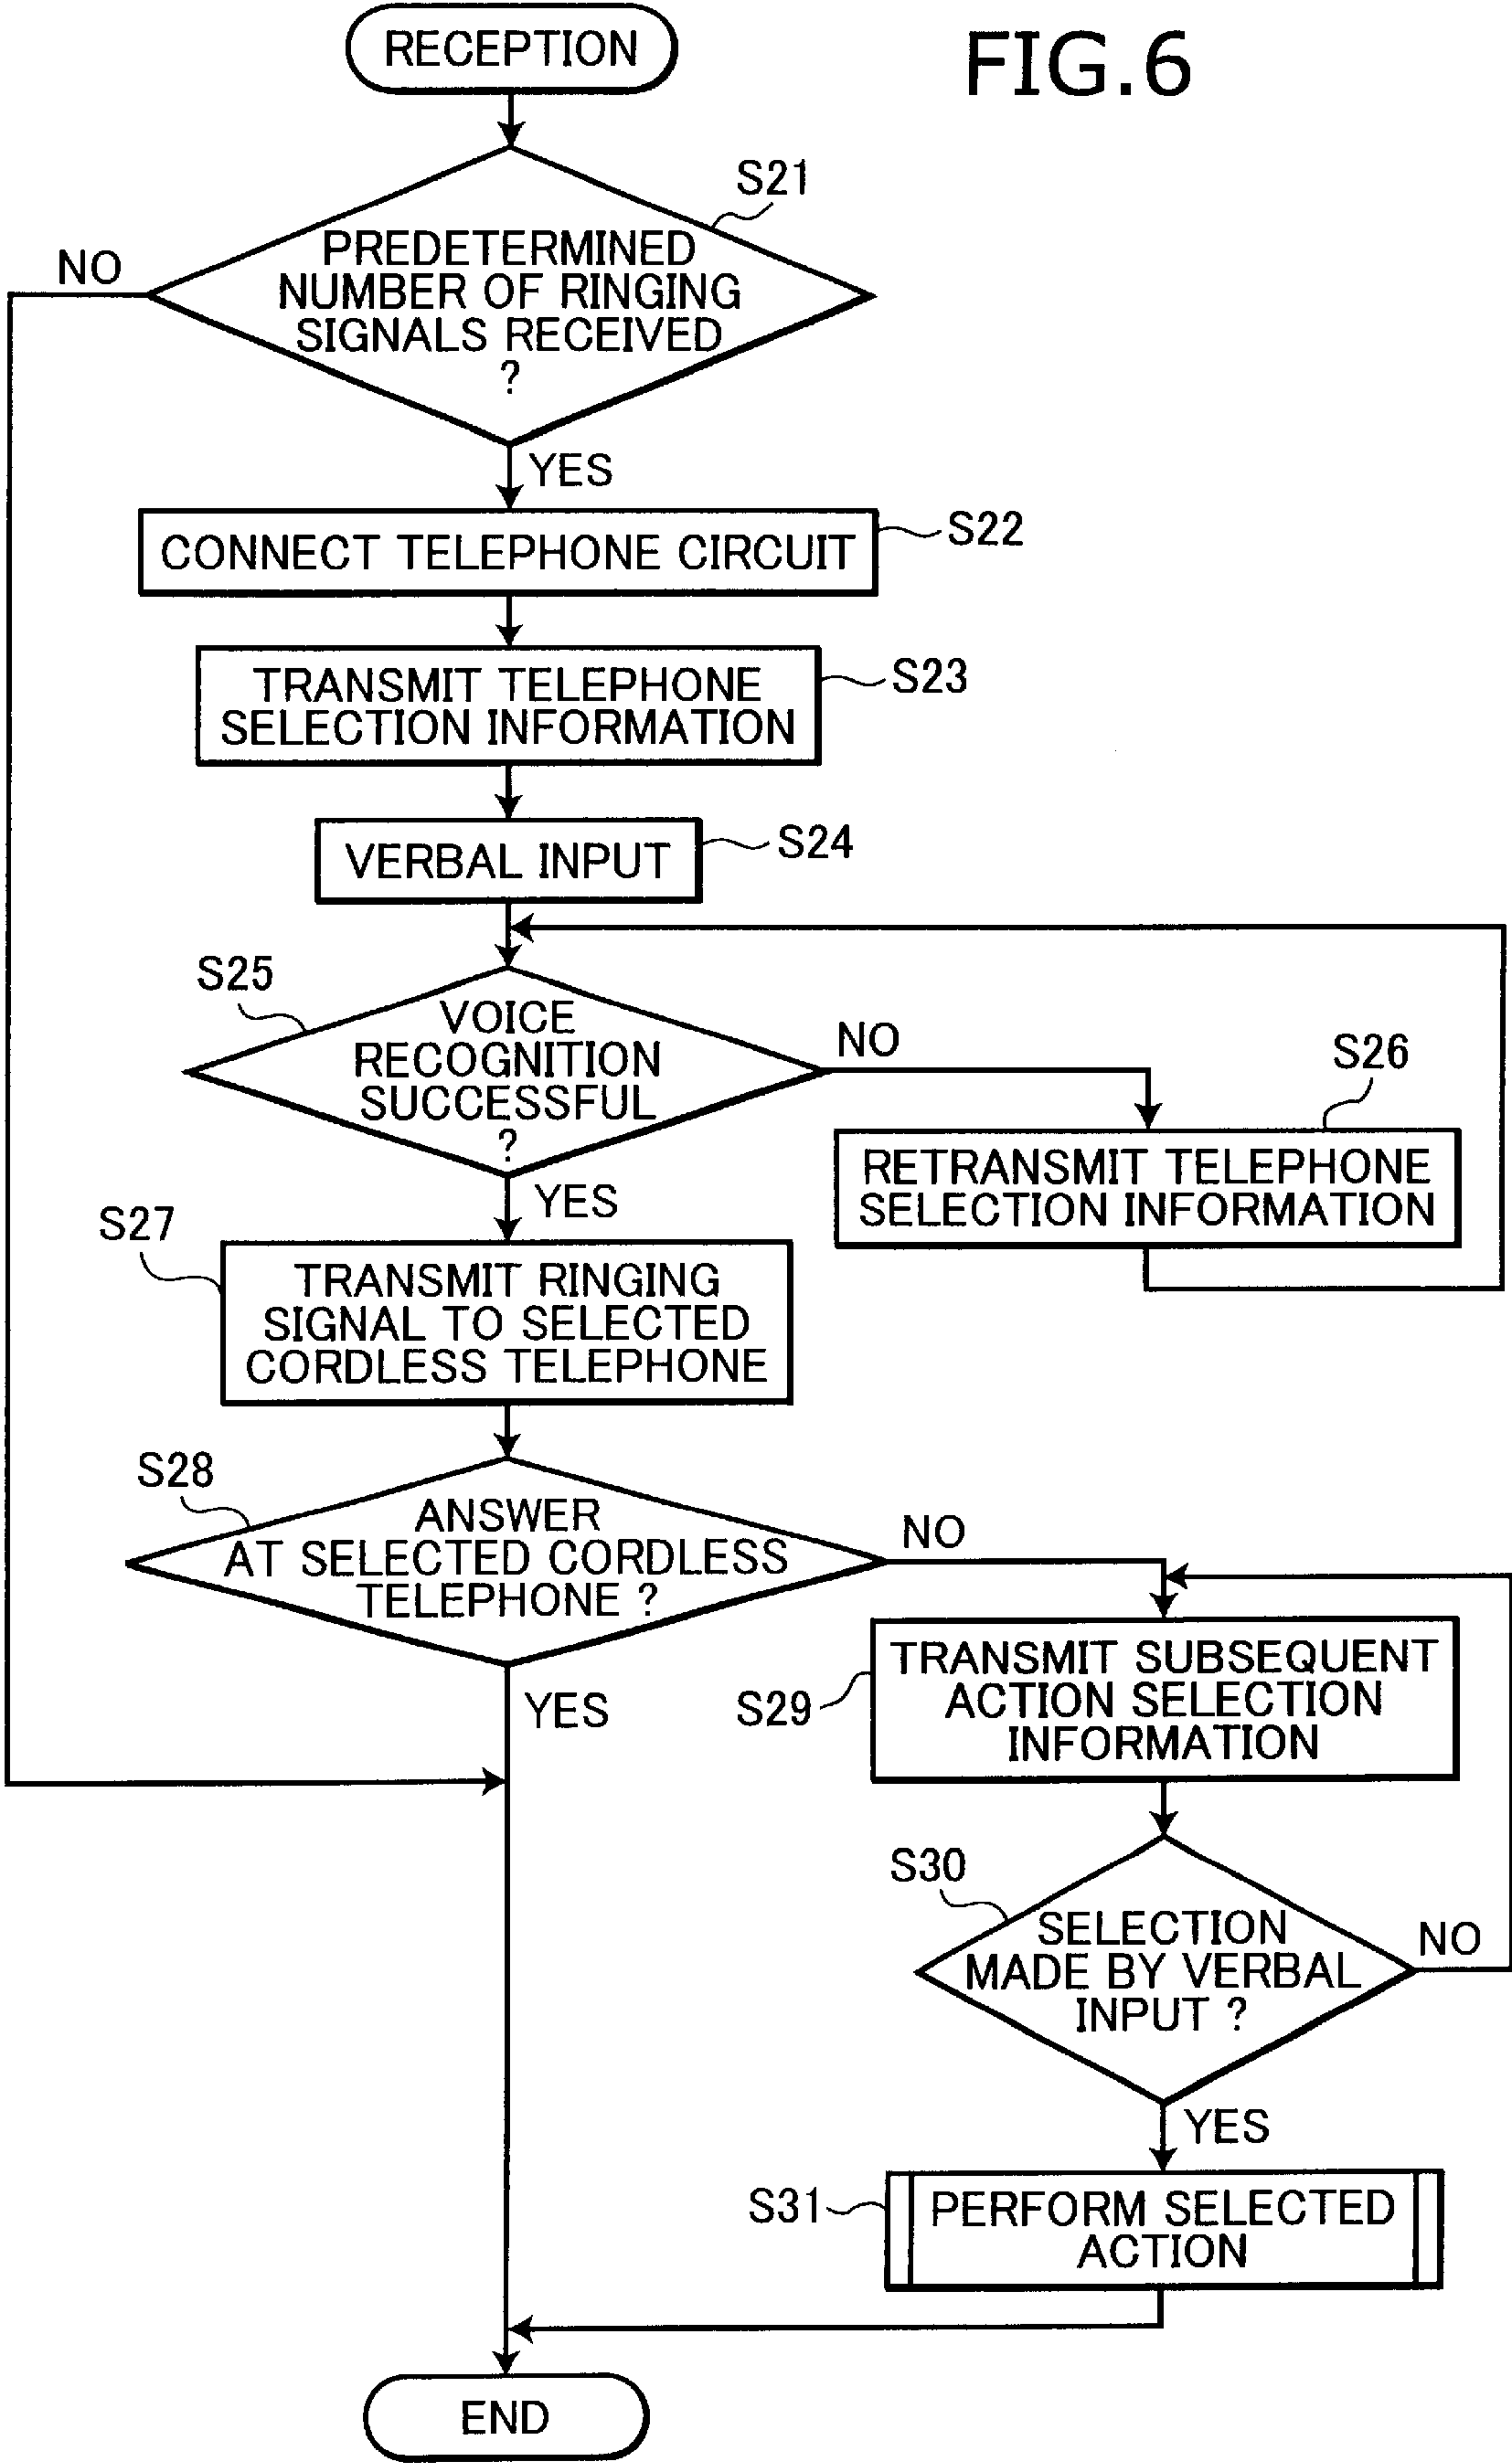 RECEPTION
FIG.6
S21
NO
PREDETERMINED
NUMBER OF RINGING
SIGNALS RECEIVED
?
YES
CONNECT TELEPHONE CIRCUIT
S22
TRANSMIT TELEPHONE
SELECTION INFORMATION
S23
VERBAL INPUT
S24
S25
VOICE
RECOGNITION
SUCCESSFUL
?
NO
S26
RETRANSMIT TELEPHONE
SELECTION INFORMATION
YES
S27
TRANSMIT RINGING
SIGNAL TO SELECTED
CORDLESS TELEPHONE
S28
ANSWER
AT SELECTED CORDLESS
TELEPHONE ?
NO
YES
S29
TRANSMIT SUBSEQUENT
ACTION SELECTION
INFORMATION
S30
SELECTION
MADE BY VERBAL
INPUT ?
NO
YES
S31
PERFORM SELECTED
ACTION
END